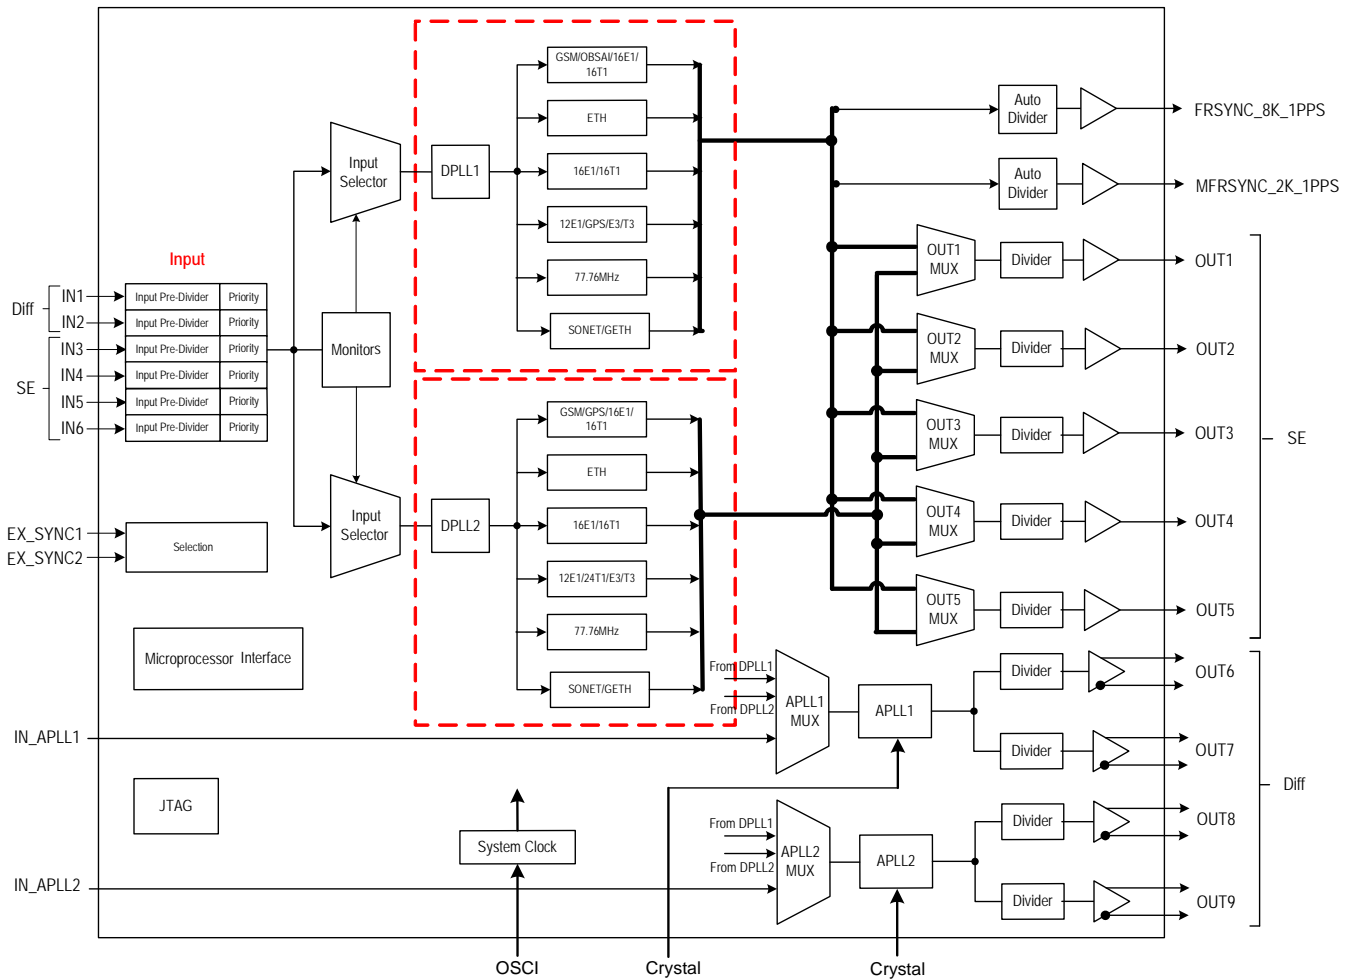 GSM/OBSAI/16E1/
16T1
ETH
16E1/16T1
12E1/GPS/E3/T3
77.76MHz
SONET/GETH
Input
Selector
DPLL1
Auto
Divider
FRSYNC_8K_1PPS
Auto
Divider
MFRSYNC_2K_1PPS
Input
Diff
IN1
Input Pre-Divider
Priority
IN2
Input Pre-Divider
Priority
SE
IN3
Input Pre-Divider
Priority
IN4
Input Pre-Divider
Priority
IN5
Input Pre-Divider
Priority
IN6
Input Pre-Divider
Priority
Monitors
OUT1
MUX
Divider
OUT1
OUT2
MUX
Divider
OUT2
OUT3
MUX
Divider
OUT3
OUT4
MUX
Divider
OUT4
OUT5
MUX
Divider
OUT5
SE
GSM/GPS/16E1/
16T1
ETH
16E1/16T1
12E1/24T1/E3/T3
77.76MHz
SONET/GETH
Input
Selector
DPLL2
EX_SYNC1
EX_SYNC2
Selection
Microprocessor Interface
From DPLL1
From DPLL2
APLL1
MUX
APLL1
Divider
OUT6
Divider
OUT7
IN_APLL1
JTAG
System Clock
From DPLL1
From DPLL2
APLL2
MUX
APLL2
Divider
OUT8
Divider
OUT9
Diff
IN_APLL2
OSCI
Crystal
Crystal